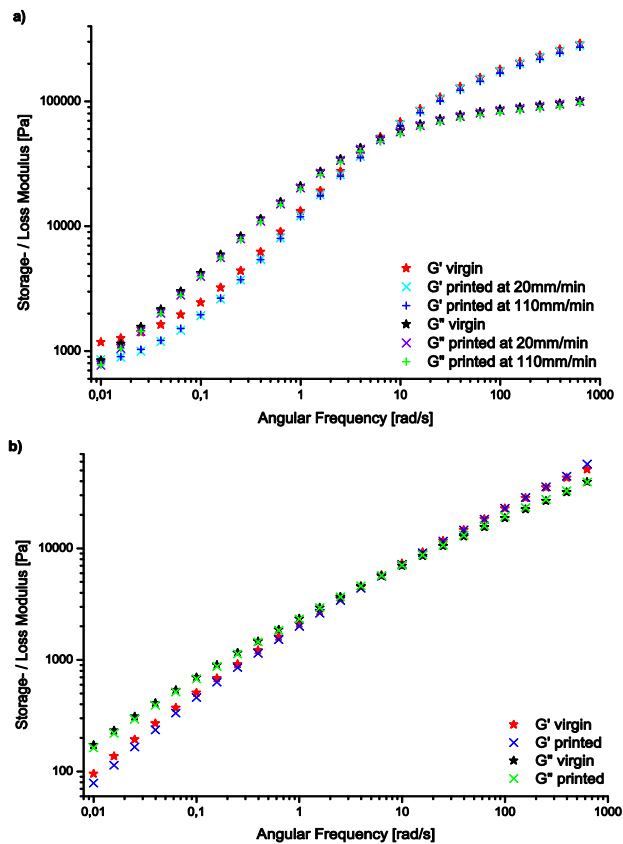 a)
100000
10000
1000
Storage- / Loss Modulus [Pa]
G' virgin
G' printed at 20mm/min
G' printed at 110mm/min
G" virgin
G" printed at 20mm/min
G" printed at 110mm/min
0,01 0,1 1 10 100 1000
Angular Frequency [rad/s]
b)
10000
1000
100
Storage- / Loss Modulus [Pa]
G' virgin
G' printed
G" virgin
G" printed
0,01 0,1 1 10 100 1000
Angular Frequency [rad/s]